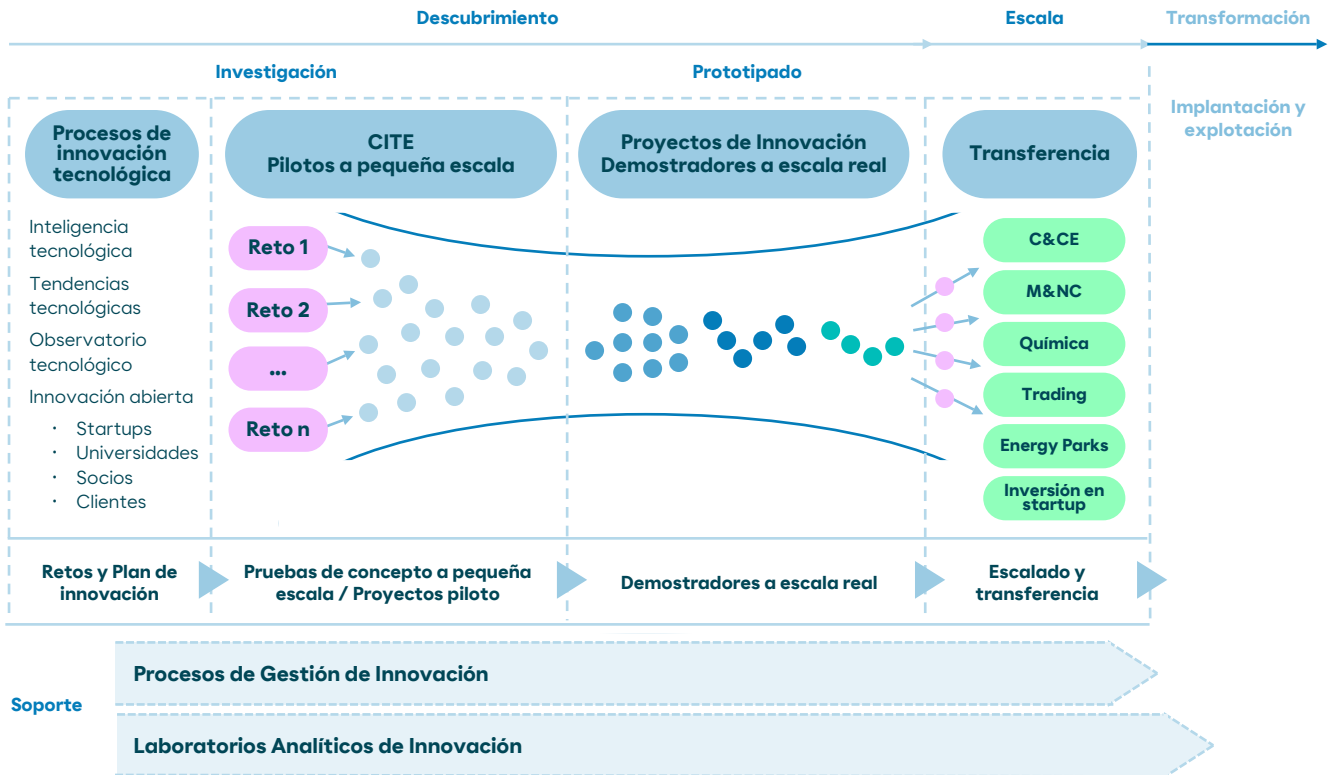 Descubrimiento
Escala
Transformación
Investigación
Prototipado
Implantación y
explotación
Procesos de
innovación
tecnológica
CITE
Pilotos a pequeña escala
Proyectos de Innovación
Demostradores a escala real
Transferencia
Inteligencia
tecnológica
Tendencias
tecnológicas
Observatorio
tecnológico
Innovación abierta
· Startups
· Universidades
· Socios
· Clientes
Reto 1
Reto 2
...
Reto n
C&CE
M&NC
Química
Trading
Energy Parks
Inversión en
startup
Retos y Plan de
innovación
Pruebas de concepto a pequeña
escala / Proyectos piloto
Demostradores a escala real
Escalado y
transferencia
Soporte
Procesos de Gestión de Innovación
Laboratorios Analíticos de Innovación